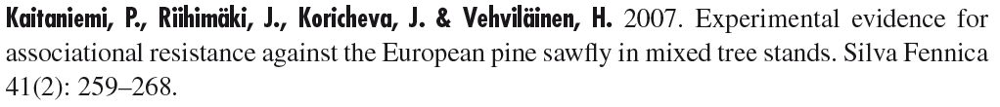 Kaitaniemi, P., Riihimäki, J., Koricheva, J. & Vehviläinen, H. 2007. Experimental evidence for
associational resistance against the European pine sawfly in mixed tree stands. Silva Fennica
41(2): 259–268.